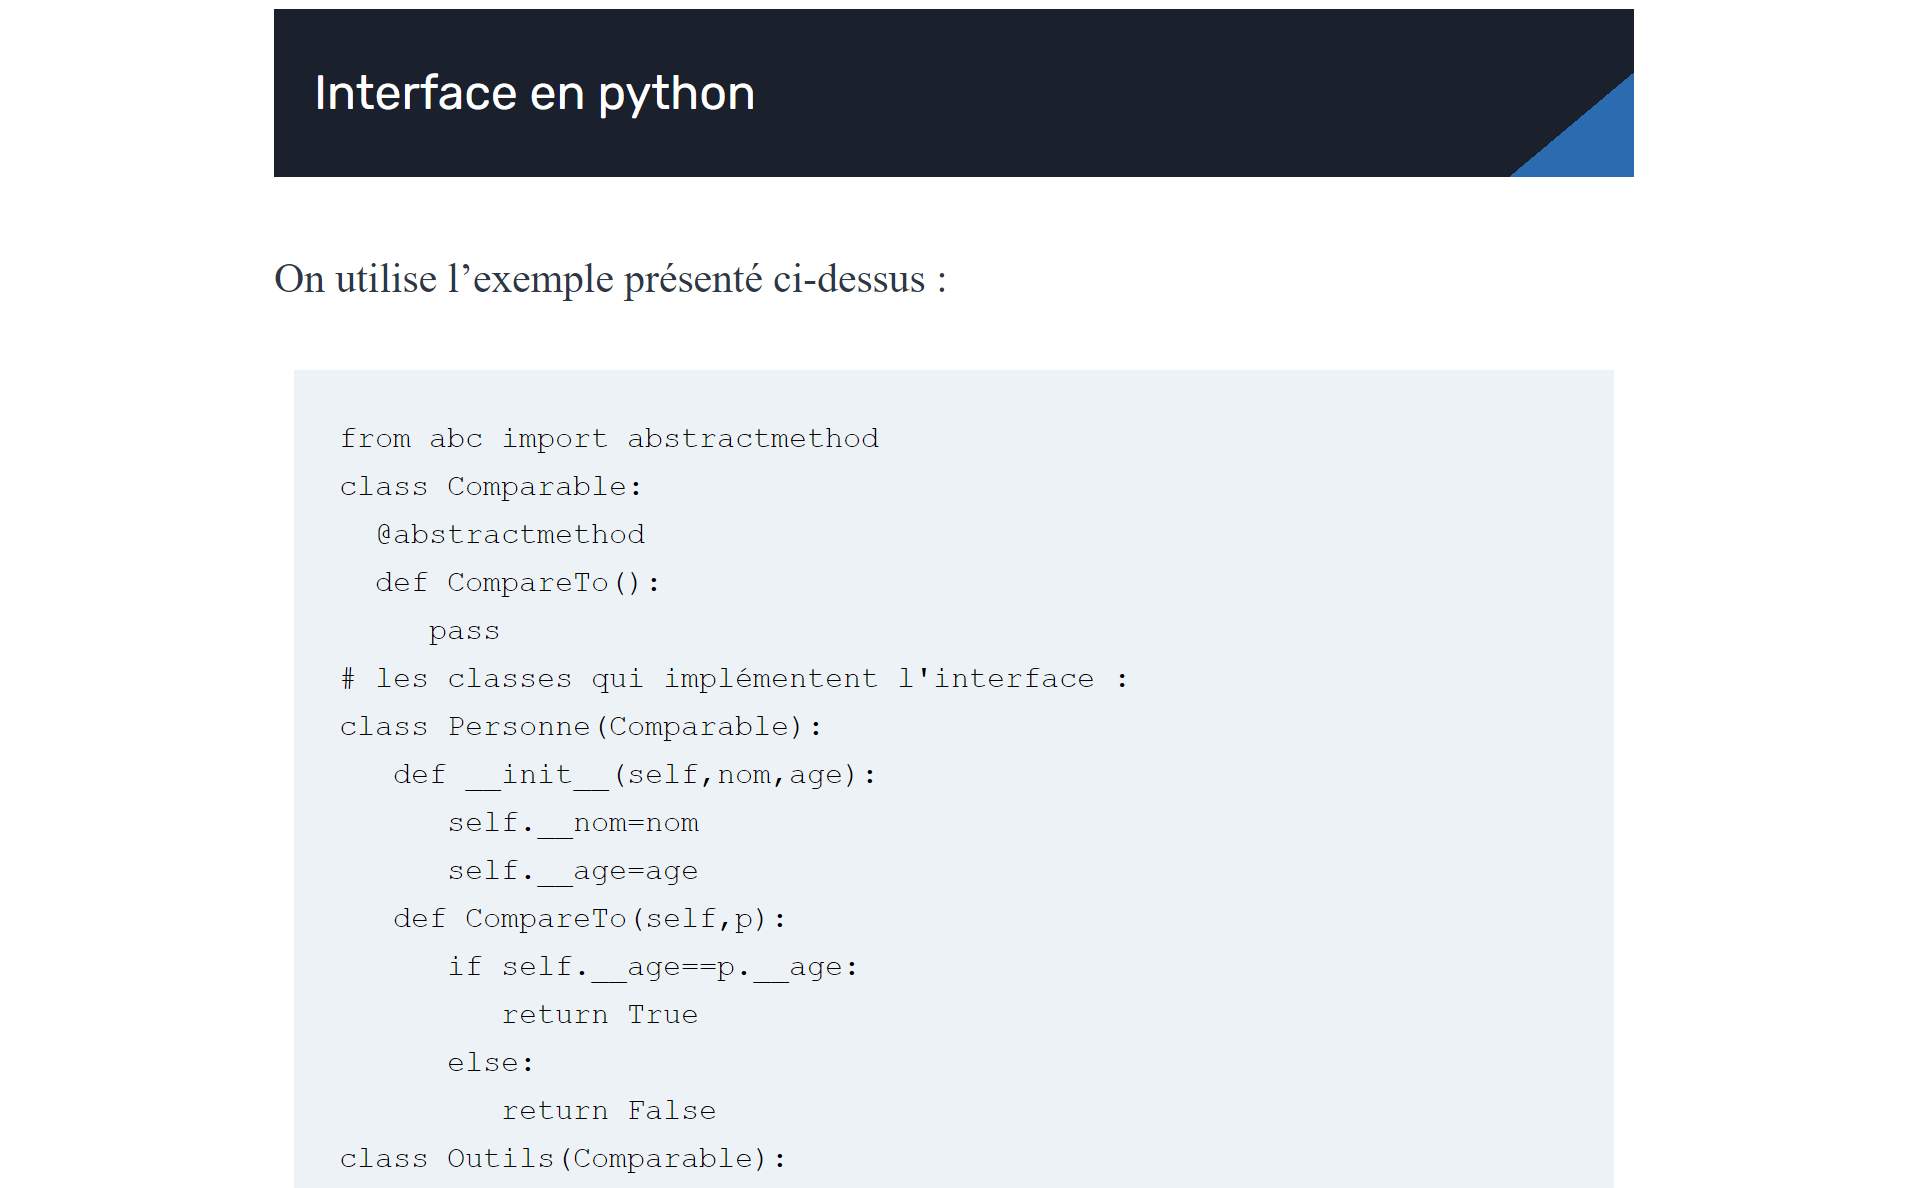 Interface en python
On utilise l’exemple présenté ci-dessus :
from abc import abstractmethod
class Comparable:
  @abstractmethod
  def CompareTo():
     pass
# les classes qui implémentent l'interface :
class Personne(Comparable):
   def __init__(self,nom,age):
      self.__nom=nom
      self.__age=age
   def CompareTo(self,p):
      if self.__age==p.__age:
         return True
      else:
         return False
class Outils(Comparable):